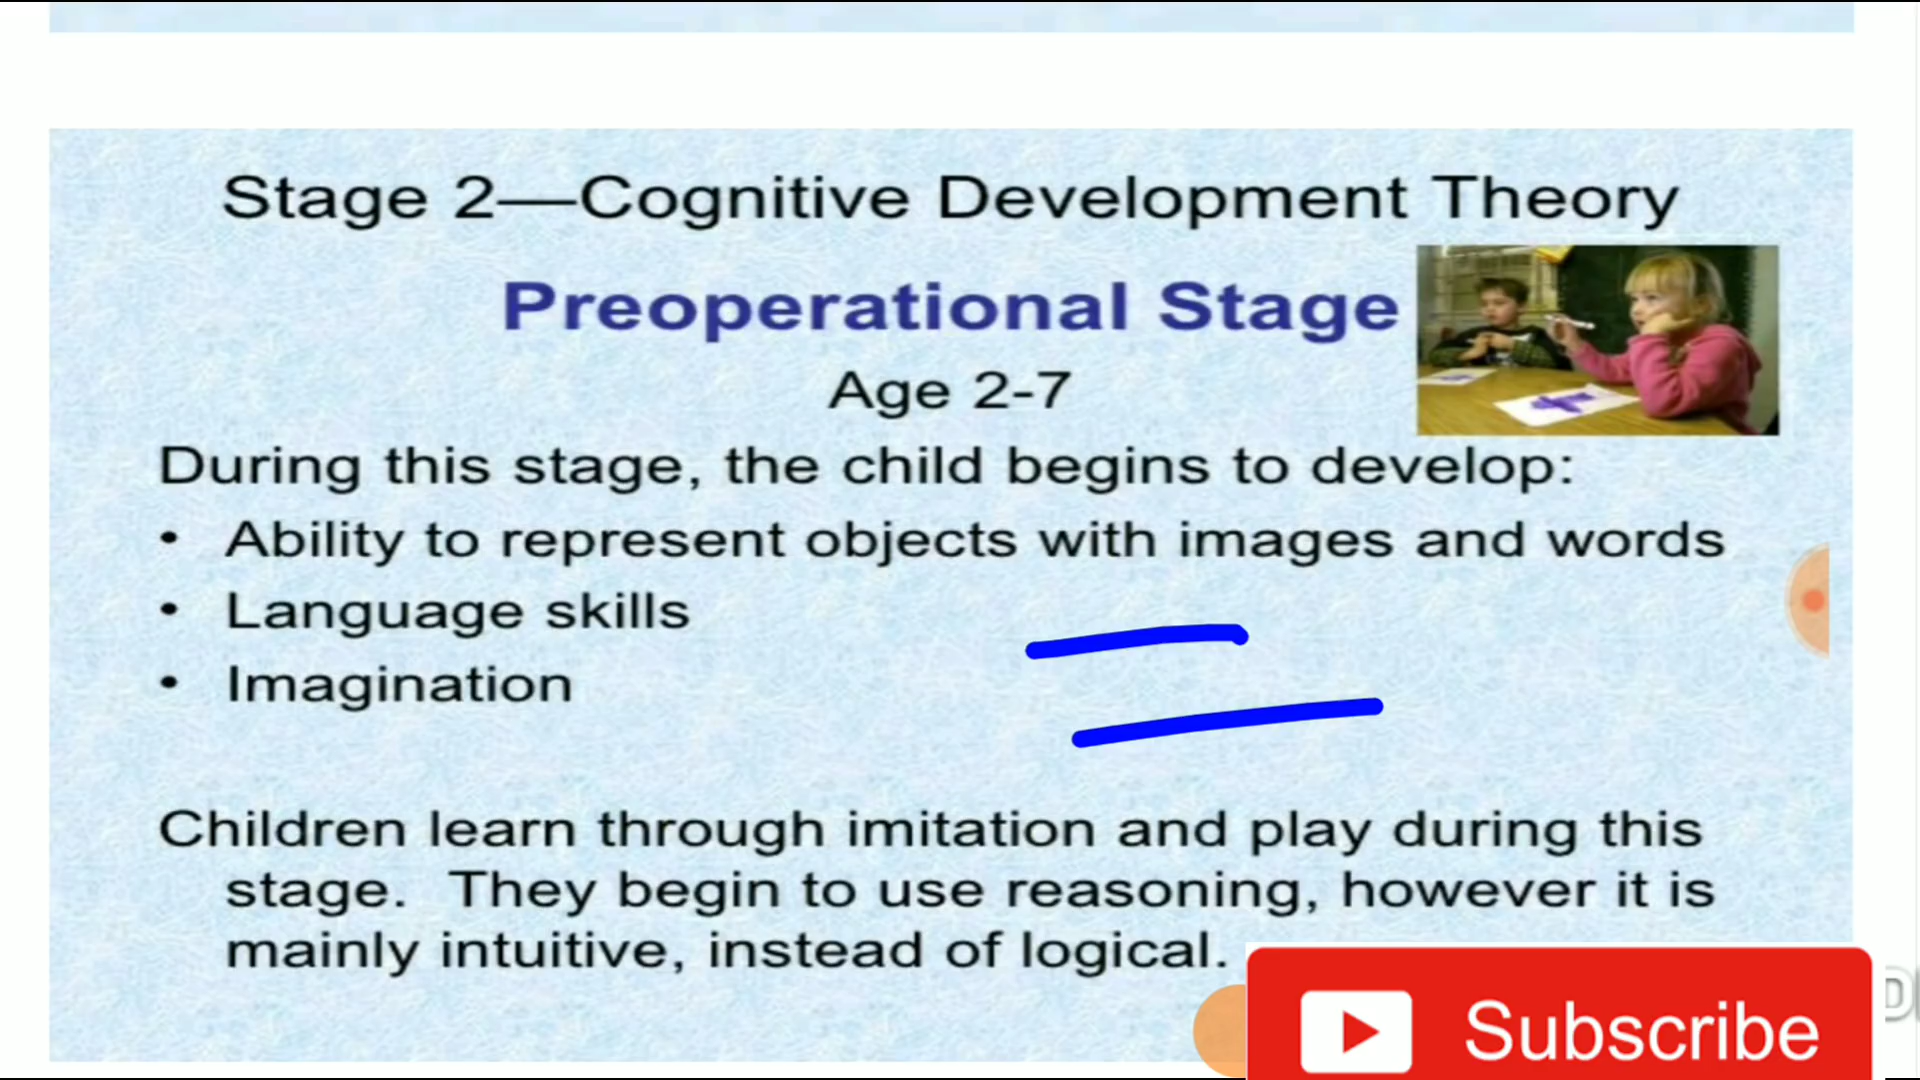 Stage 2—Cognitive Development Theory
Preoperational Stage
Age 2-7
During this stage, the child begins to develop:
• Ability to represent objects with images and words
• Language skills
• Imagination
Children learn through imitation and play during this
stage. They begin to use reasoning, however it is
mainly intuitive, instead of logical.
Subscribe